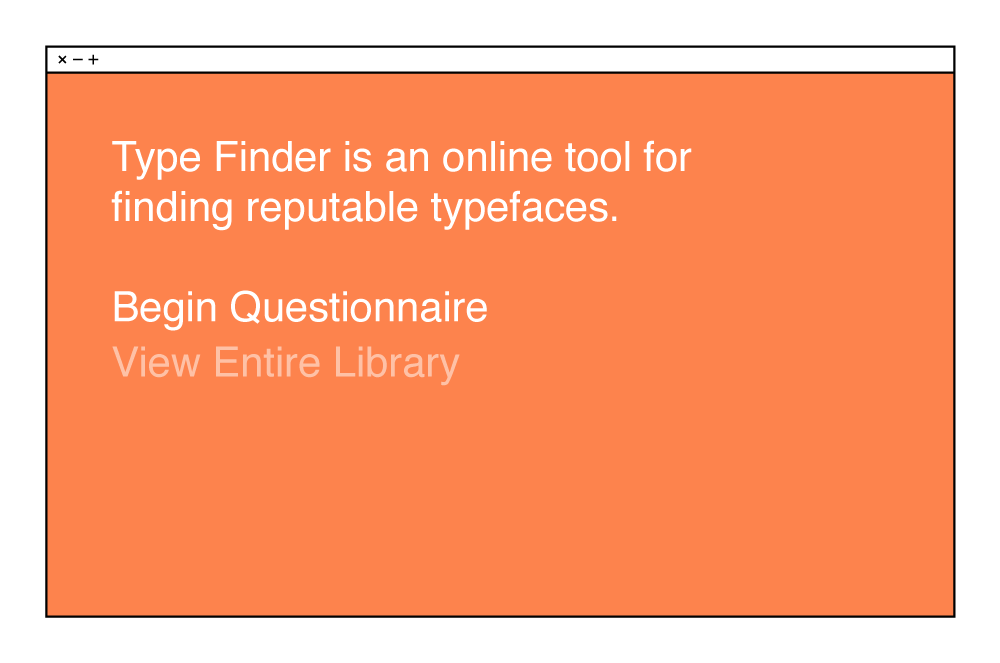 Type Finder is an online tool for
finding reputable typefaces.
Begin Questionnaire
View Entire Library